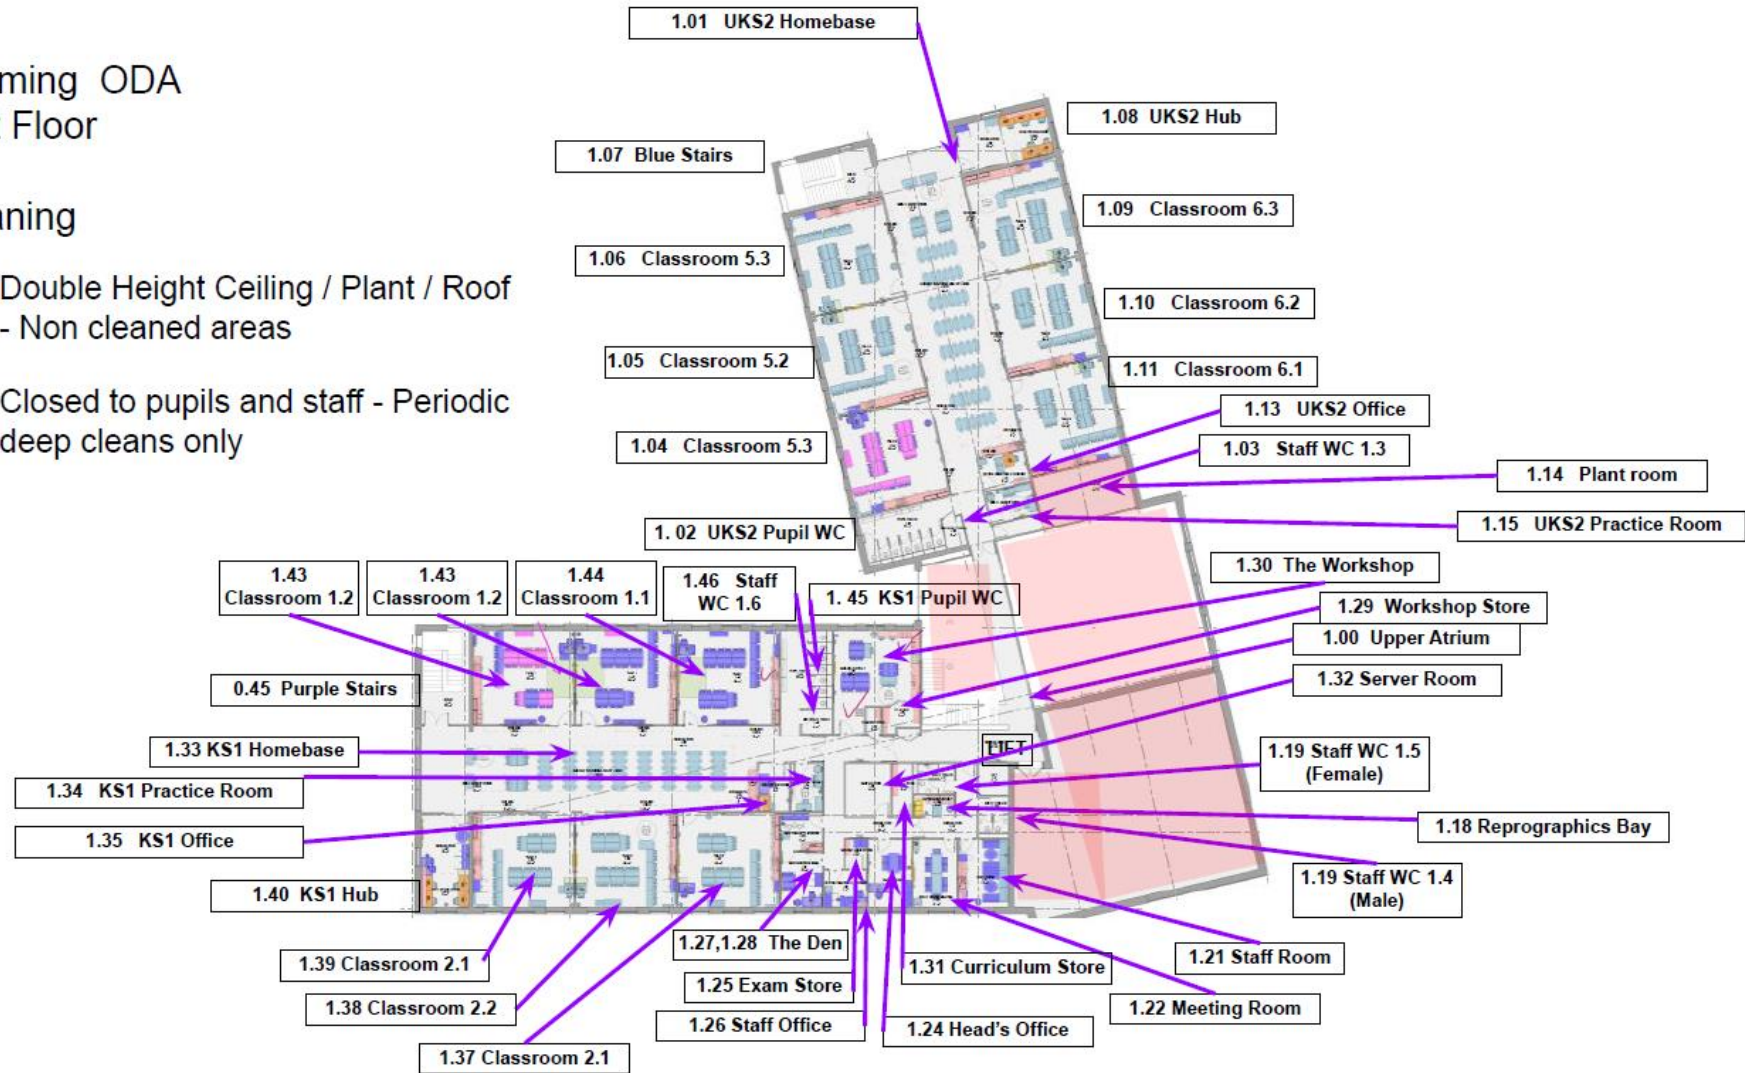 ming ODA
Floor
ning
Double Height Ceiling / Plant / Roof
- Non cleaned areas
Closed to pupils and staff - Periodic
deep cleans only
1.01 UKS2 Homebase
1.08 UKS2 Hub
1.07 Blue Stairs
1.09 Classroom 6.3
1.06 Classroom 5.3
1.10 Classroom 6.2
1.05 Classroom 5.2
1.11 Classroom 6.1
1.13 UKS2 Office
1.04 Classroom 5.3
1.03 Staff WC 1.3
1.14 Plant room
1.15 UKS2 Practice Room
1. 02 UKS2 Pupil WC
1.30 The Workshop
1.43
Classroom 1.2
1.43
Classroom 1.2
1.44
Classroom 1.1
1.46 Staff
WC 1.6
1. 45 KS1 Pupil WC
1.29 Workshop Store
1.00 Upper Atrium
1.32 Server Room
0.45 Purple Stairs
LIFT
1.33 KS1 Homebase
1.19 Staff WC 1.5
(Female)
1.34 KS1 Practice Room
1.18 Reprographics Bay
1.35 KS1 Office
1.19 Staff WC 1.4
(Male)
1.40 KS1 Hub
1.27,1.28 The Den
1.21 Staff Room
1.39 Classroom 2.1
1.31 Curriculum Store
1.25 Exam Store
1.38 Classroom 2.2
1.22 Meeting Room
1.26 Staff Office
1.24 Head's Office
1.37 Classroom 2.1